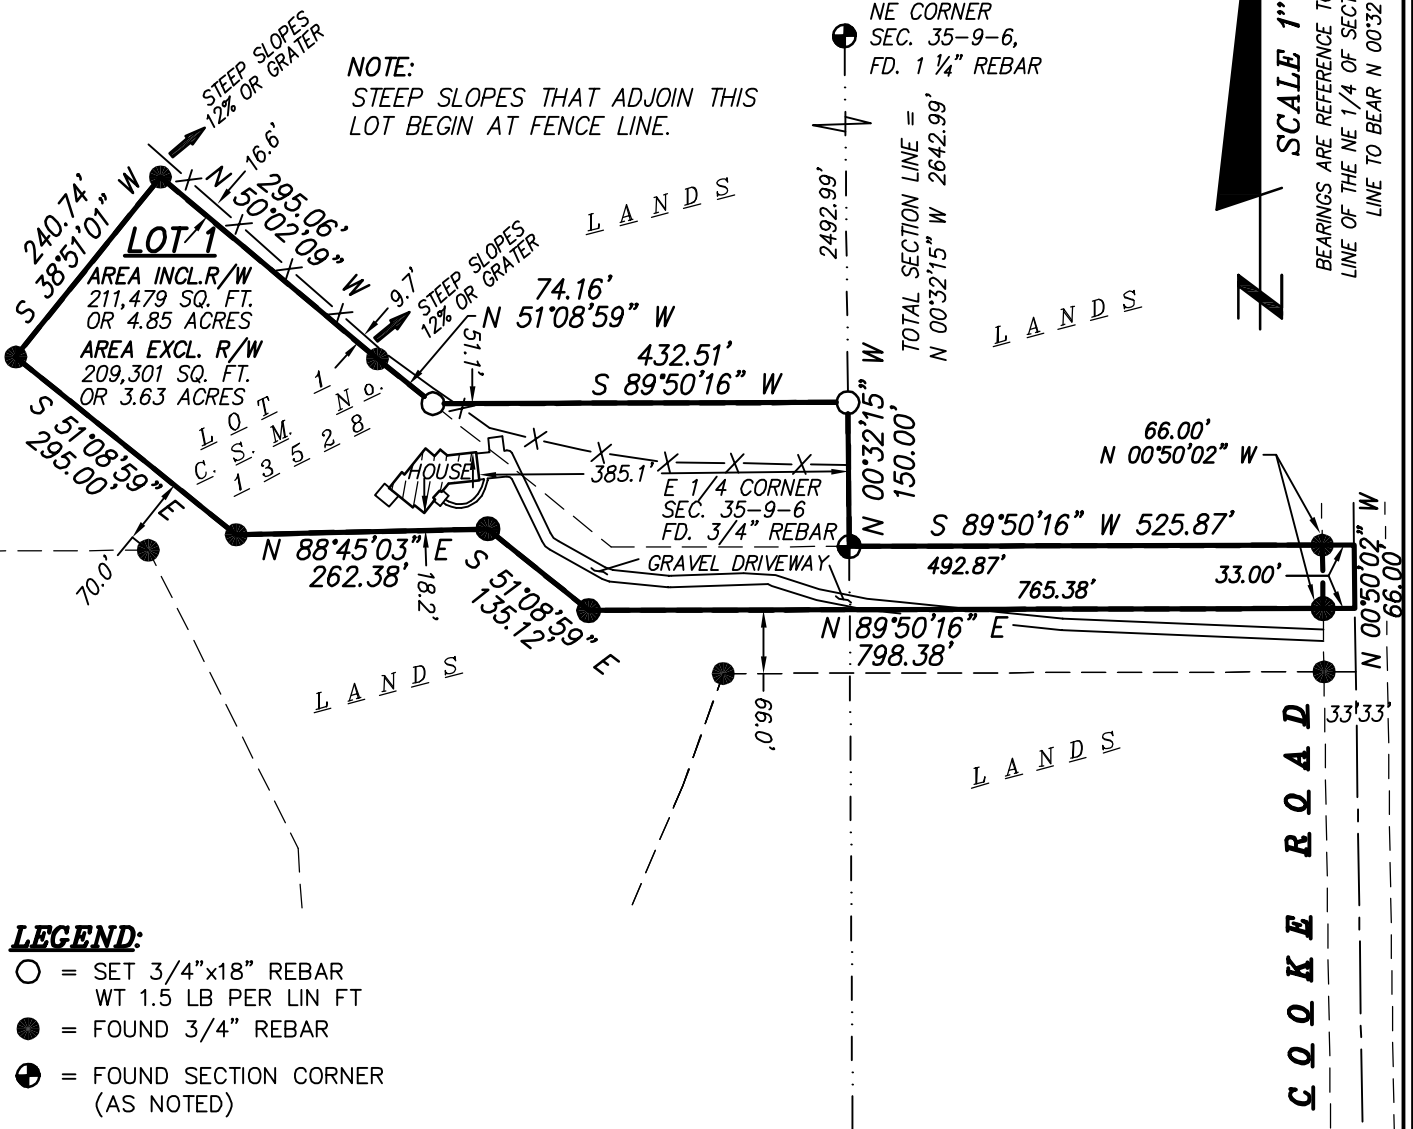 NE CORNER
SEC. 35-9-6,
FD. 1 ¼" REBAR
STEEP SLOPES
12% OR GRATER
NOTE:
STEEP SLOPES THAT ADJOIN THIS
LOT BEGIN AT FENCE LINE.
SCALE 1"
BEARINGS ARE REFERENCE
LINE OF THE NE 1/4 OF
LINE TO BEAR N 00°32
TOTAL SECTION LINE =
N 00°32'15" W 2642.99'
2492.99'
16.6'
295.06'
N 50°02'09" W
240.74'
S 38°51'01" W
LOT 1
AREA INCL.R/W
211,479 SQ. FT.
OR 4.85 ACRES
AREA EXCL. R/W
209,301 SQ. FT.
OR 3.63 ACRES
LANDS
9.7'
STEEP SLOPES
12% OR GRATER
74.16'
N 51°08'59" W
51.1'
432.51'
S 89°50'16" W
LANDS
LOT 1
C. S. M. No.
13528
S 51°08'59" E
295.00'
HOUSE
385.1'
E 1/4 CORNER
SEC. 35-9-6
FD. 3/4" REBAR
N 00°32'15" W
150.00'
66.00'
N 00°50'02" W
S 89°50'16" W 525.87'
492.87'
765.38'
33.00'
N 00°50'02" W
66.00'
GRAVEL DRIVEWAY
70.0'
N 88°45'03" E
262.38'
18.2'
S 51°08'59" E
135.12'
N 89°50'16" E
798.38'
66.0'
LANDS
LANDS
33'
33'
COOKE ROAD
LEGEND:
= SET 3/4"x18" REBAR
WT 1.5 LB PER LIN FT
= FOUND 3/4" REBAR
= FOUND SECTION CORNER
(AS NOTED)